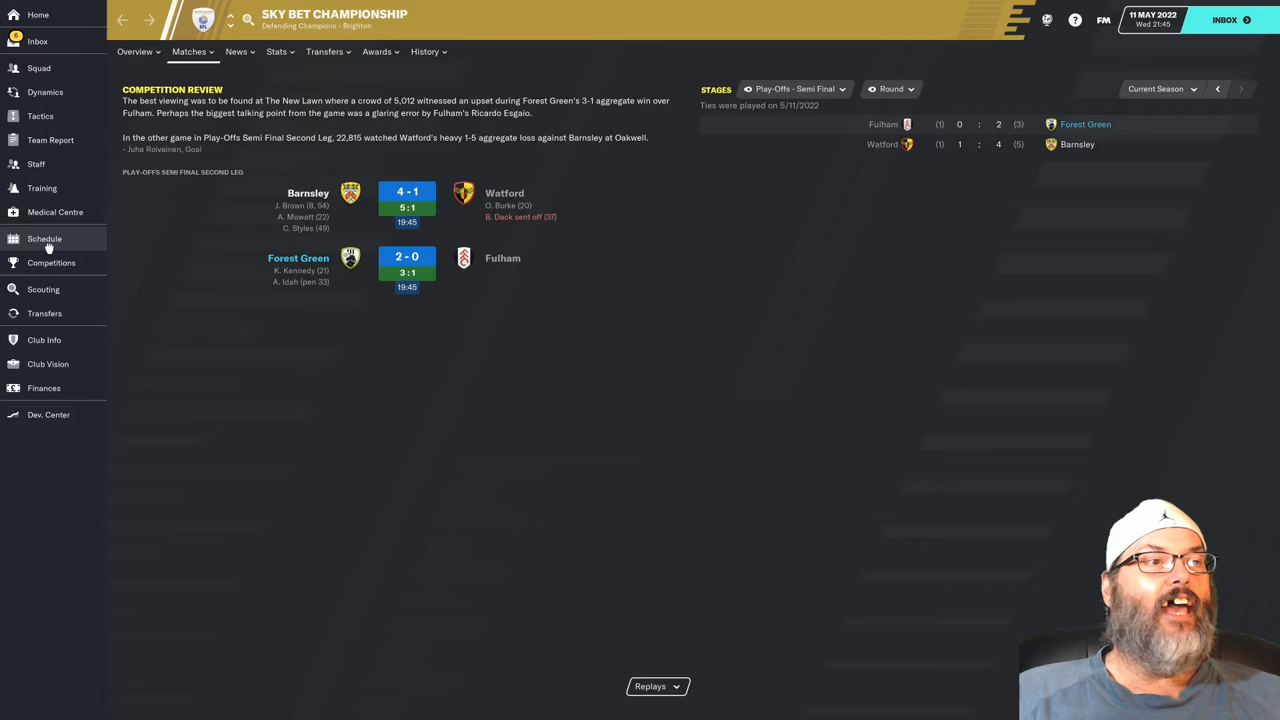 Home
SKY BET CHAMPIONSHIP
Defending Champions - Brighton
FM
11 MAY 2022
Wed 21:45
INBOX
6
Inbox
Squad
Dynamics
Tactics
Team Report
Staff
Training
Medical Centre
Schedule
Competitions
Scouting
Transfers
Club Info
Club Vision
Finances
Dev. Center
Overview
Matches
News
Stats
Transfers
Awards
History
COMPETITION REVIEW
The best viewing was to be found at The New Lawn where a crowd of 5,012 witnessed an upset during Forest Green's 3-1 aggregate win over
Fulham. Perhaps the biggest talking point from the game was a glaring error by Fulham's Ricardo Esgaio.
In the other game in Play-Offs Semi Final Second Leg, 22,815 watched Watford's heavy 1-5 aggregate loss against Barnsley at Oakwell.
- Juha Roivainen, Goal
PLAY-OFFS SEMI FINAL SECOND LEG
Barnsley 4 - 1 Watford
J. Brown (8, 54) 5 : 1 O. Burke (20)
A. Mowatt (22) 19:45 B. Dack sent off (37)
C. Styles (49)
Forest Green 2 - 0 Fulham
K. Kennedy (21) 3 : 1
A. Idah (pen 33) 19:45
STAGES Play-Offs - Semi Final Round Current Season
Ties were played on 5/11/2022
Fulham (1) 0 : 2 (3) Forest Green
Watford (1) 1 : 4 (5) Barnsley
Replays